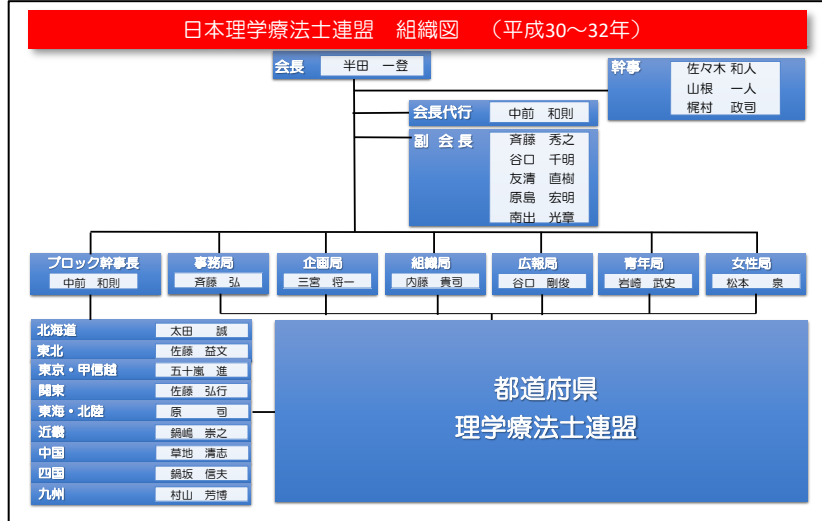 日本理学療法士連盟　組織図　（平成30～32年）
会長　半田　一登
幹事　佐々木 和人
山根　一人
梶村　政司
会長代行　中前　和則
副 会 長　斉藤　秀之
谷口　千明
友清　直樹
原島　宏明
南出　光章
ブロック幹事長
中前　和則
事務局
斉藤　弘
企画局
三宮　将一
組織局
内藤　貴司
広報局
谷口　剛俊
青年局
岩崎　武史
女性局
松本　泉
北海道　太田　誠
東北　佐藤　益文
東京・甲信越　五十嵐　進
関東　佐藤　弘行
東海・北陸　原　司
近畿　鍋嶋　崇之
中国　草地　清志
四国　鍋坂　信夫
九州　村山　芳博
都道府県
理学療法士連盟